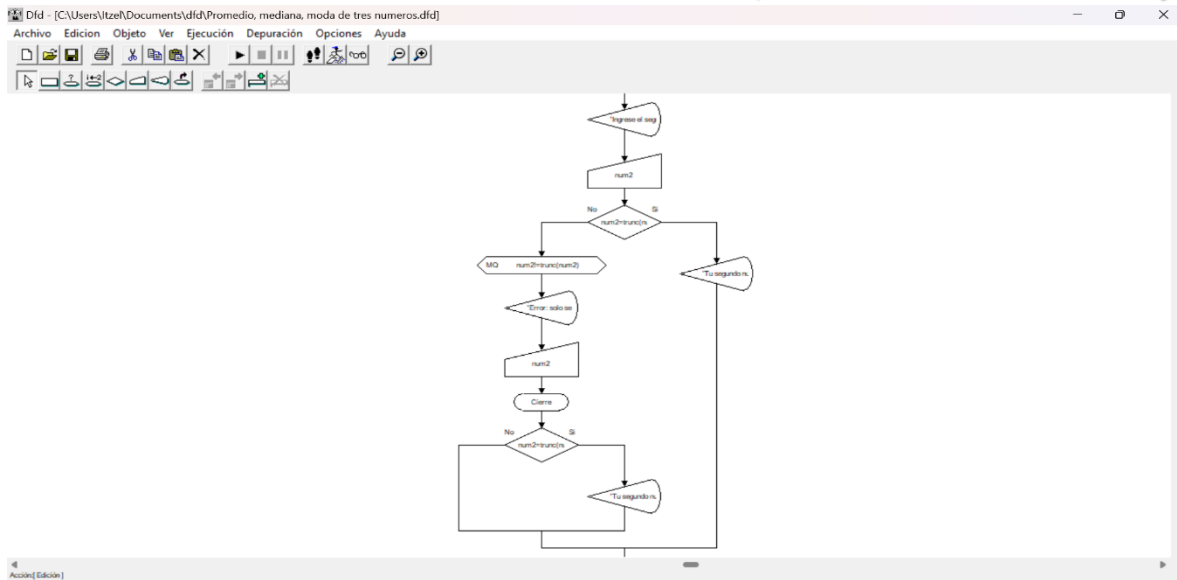 Dfd - [C:\Users\Itzel\Documents\dfd\Promedio, mediana, moda de tres numeros.dfd]
Archivo Edicion Objeto Ver Ejecución Depuración Opciones Ayuda
"Ingrese el seg
num2
No Si
num2=trunc(nu
MQ num2!=trunc(num2)
"Tu segundo nu
"Error: solo se
num2
Cierre
No Si
num2=trunc(n
"Tu segundo nu
Acción:[ Edición ]